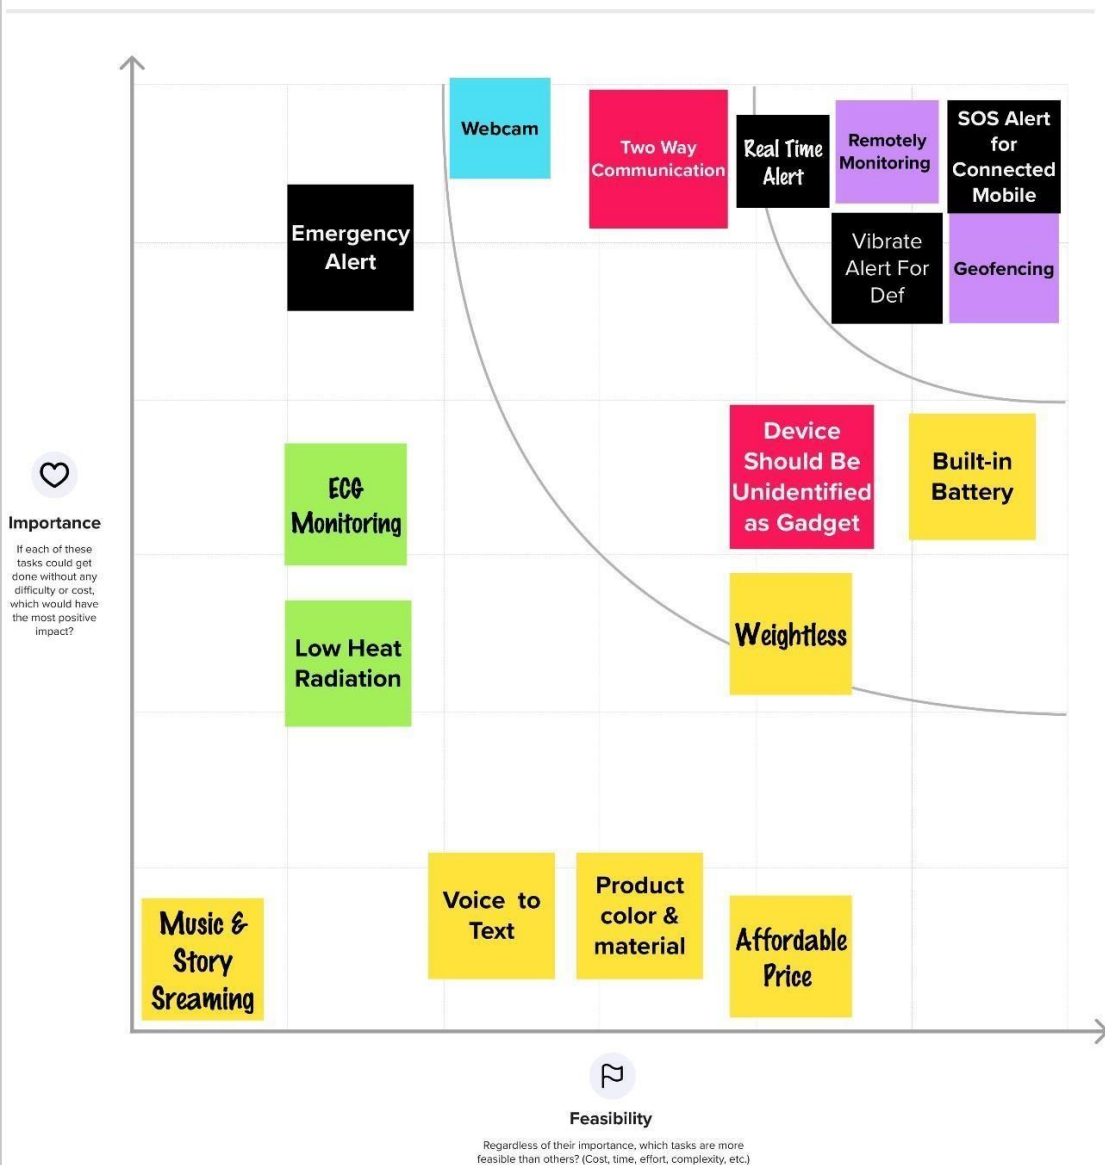 Webcam
Two Way
Communication
Real Time
Alert
Remotely
Monitoring
SOS Alert
for
Connected
Mobile
Emergency
Alert
Vibrate
Alert For
Def
Geofencing
Device
Should Be
Unidentified
as Gadget
Built-in
Battery
ECG
Monitoring
Importance
If each of these
tasks could get
done without any
difficulty or cost,
which would have
the most positive
impact?
Low Heat
Radiation
Weightless
Voice to
Text
Product
color &
material
Affordable
Price
Music &
Story
Sreaming
Feasibility
Regardless of their importance, which tasks are more
feasible than others? (Cost, time, effort, complexity, etc.)